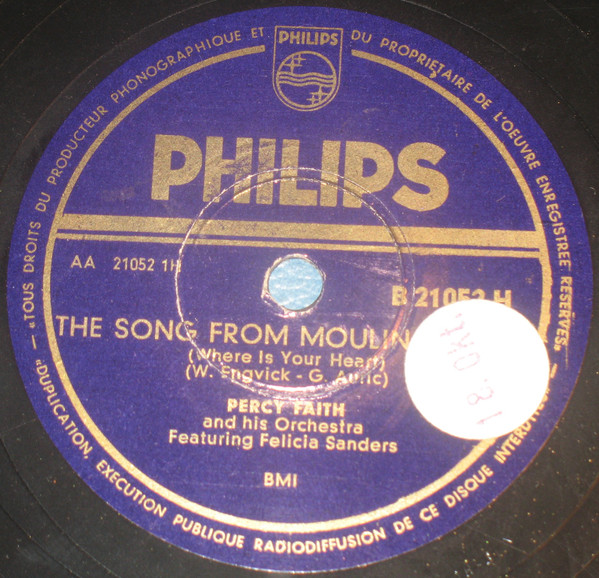 — «TOUS DROITS DU PRODUCTEUR PHONOGRAPHIQUE ET DU PROPRIÉTAIRE DE L'OEUVRE ENREGISTREE RESERVES.
PHILIPS
PHILIPS
AA 21052 1H
B 21052 H
THE SONG FROM MOULIN
(Where Is Your Heart)
(W. Engvick - G. Auric)
PERCY FAITH
and his Orchestra
Featuring Felicia Sanders
BMI
«DUPLICATION, EXECUTION PUBLIQUE RADIODIFFUSION DE CE DISQUE